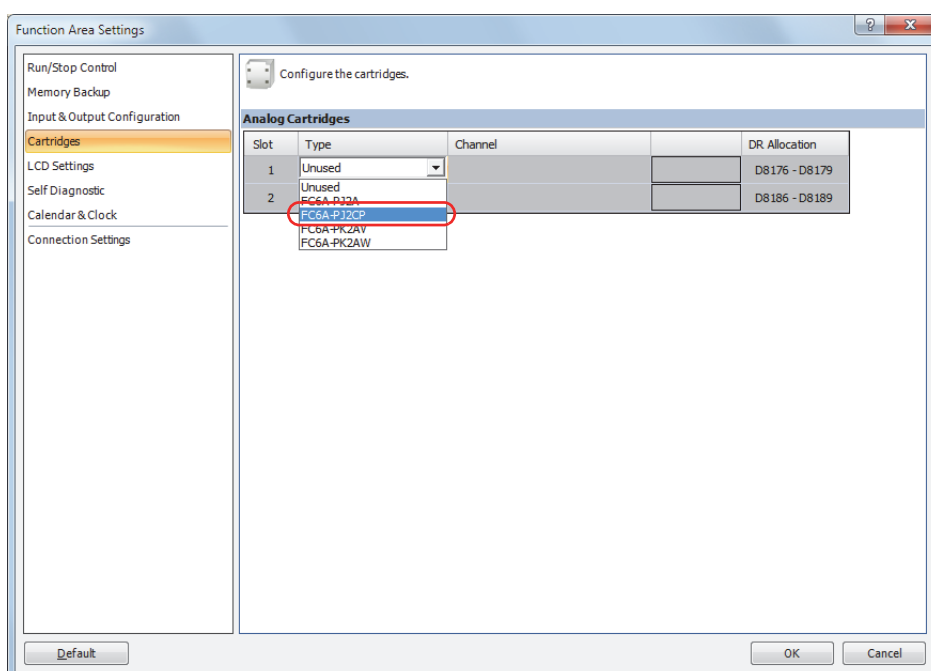 Function Area Settings
Run/Stop Control
Memory Backup
Input & Output Configuration
Cartridges
LCD Settings
Self Diagnostic
Calendar & Clock
Connection Settings
Configure the cartridges.
Analog Cartridges
Slot Type Channel DR Allocation
1 Unused D8176 - D8179
2 D8186 - D8189
Unused
FC6A-PJ2A
FC6A-PJ2CP
FC6A-PK2AV
FC6A-PK2AW
Default OK Cancel